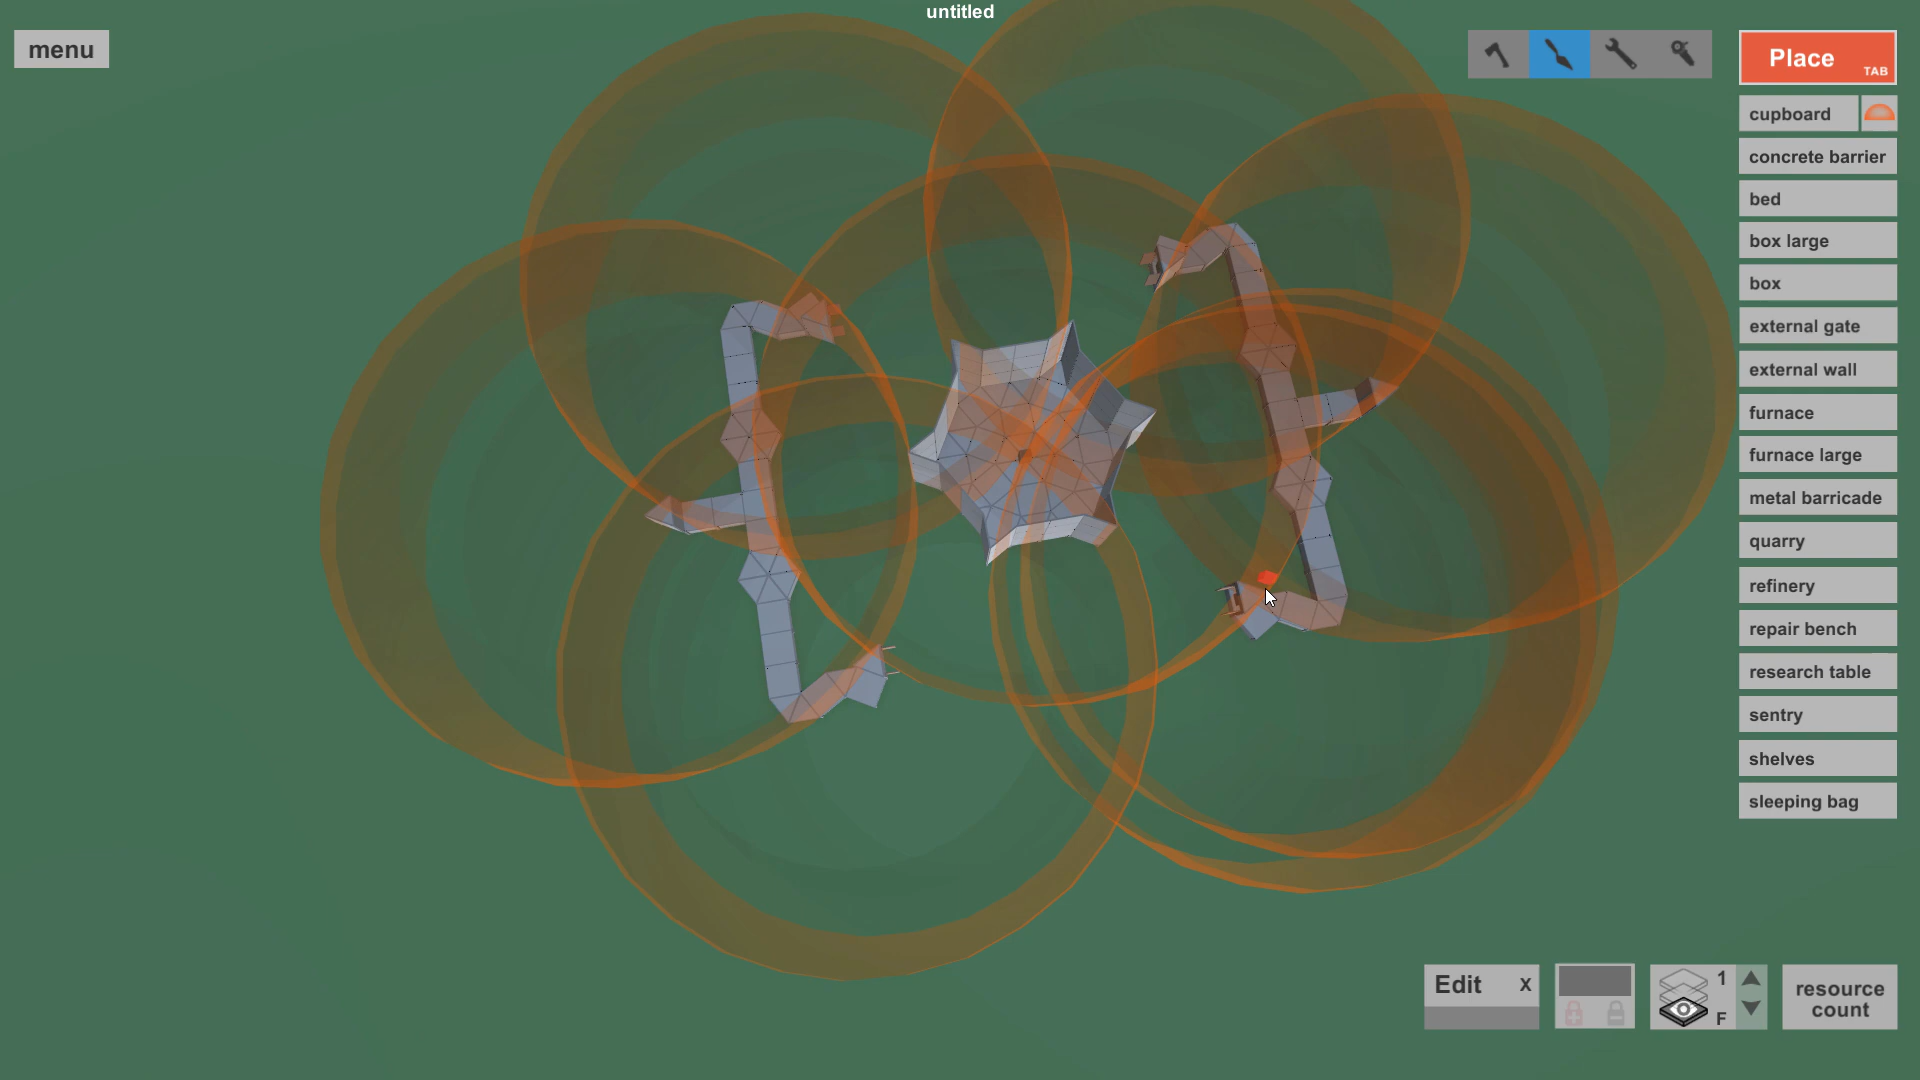 untitled
menu
Place
TAB
cupboard
concrete barrier
bed
box large
box
external gate
external wall
furnace
furnace large
metal barricade
quarry
refinery
repair bench
research table
sentry
shelves
sleeping bag
Edit X
1
F
resource
count